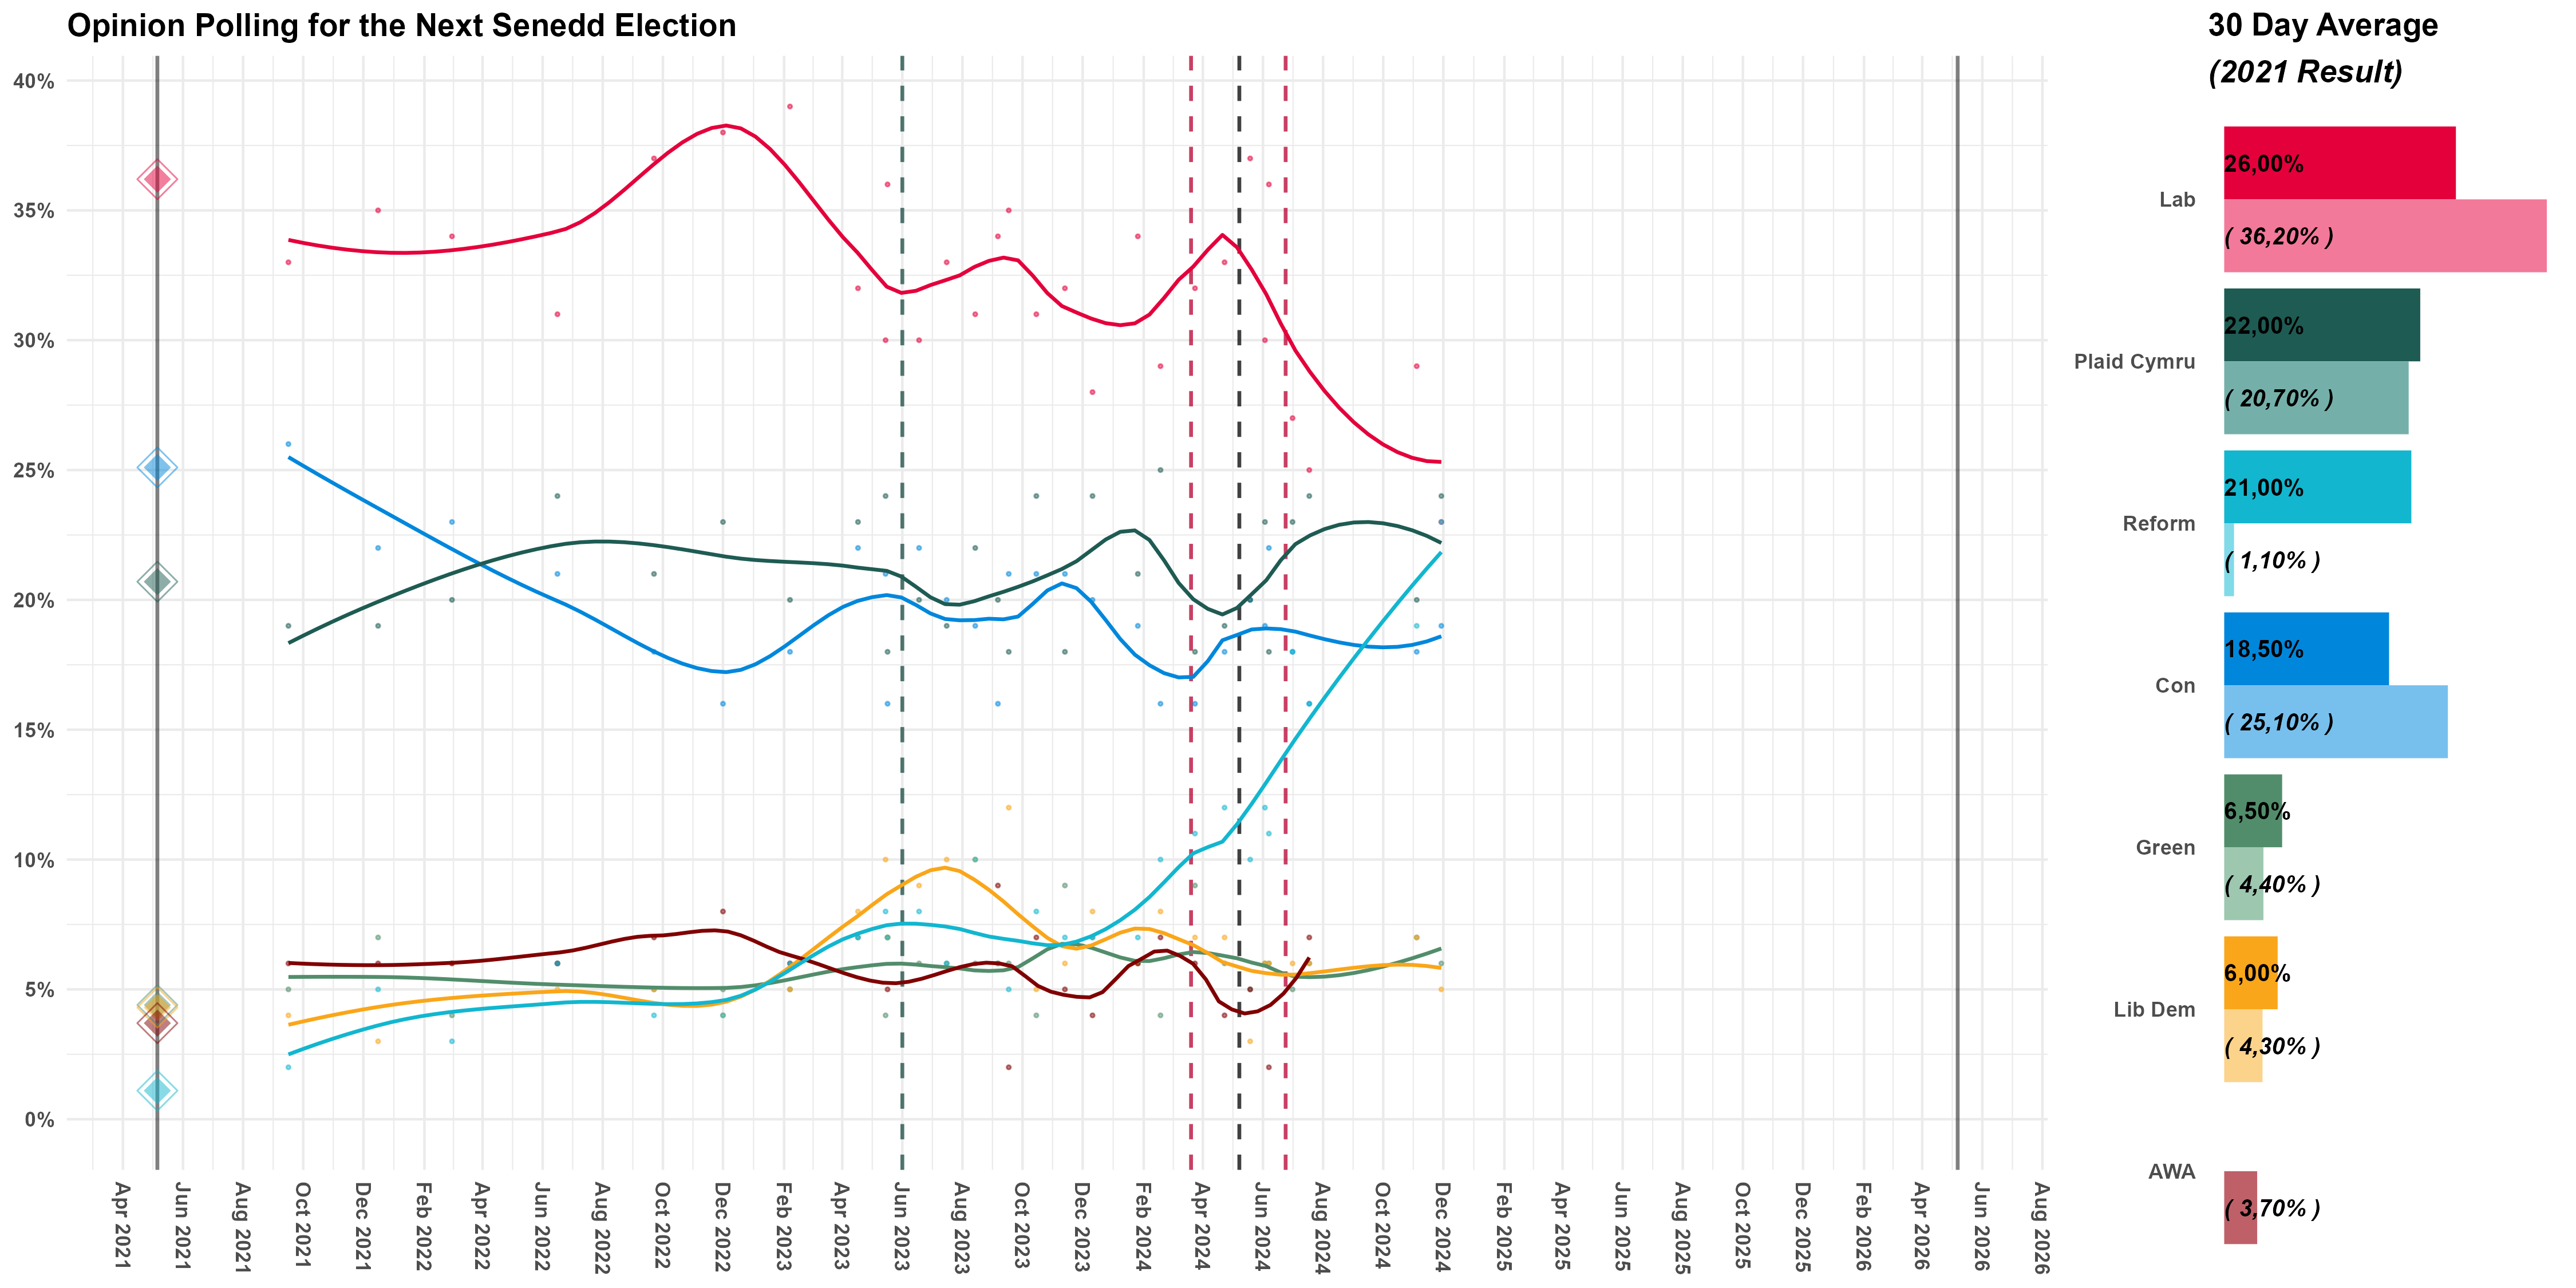 Opinion Polling for the Next Senedd Election
40%
35%
30%
25%
20%
15%
10%
5%
0%
Apr 2021
Jun 2021
Aug 2021
Oct 2021
Dec 2021
Feb 2022
Apr 2022
Jun 2022
Aug 2022
Oct 2022
Dec 2022
Feb 2023
Apr 2023
Jun 2023
Aug 2023
Oct 2023
Dec 2023
Feb 2024
Apr 2024
Jun 2024
Aug 2024
Oct 2024
Dec 2024
Feb 2025
Apr 2025
Jun 2025
Aug 2025
Oct 2025
Dec 2025
Feb 2026
Apr 2026
Jun 2026
Aug 2026
30 Day Average
(2021 Result)
Lab
26,00%
( 36,20% )
Plaid Cymru
22,00%
( 20,70% )
Reform
21,00%
( 1,10% )
Con
18,50%
( 25,10% )
Green
6,50%
( 4,40% )
Lib Dem
6,00%
( 4,30% )
AWA
( 3,70% )